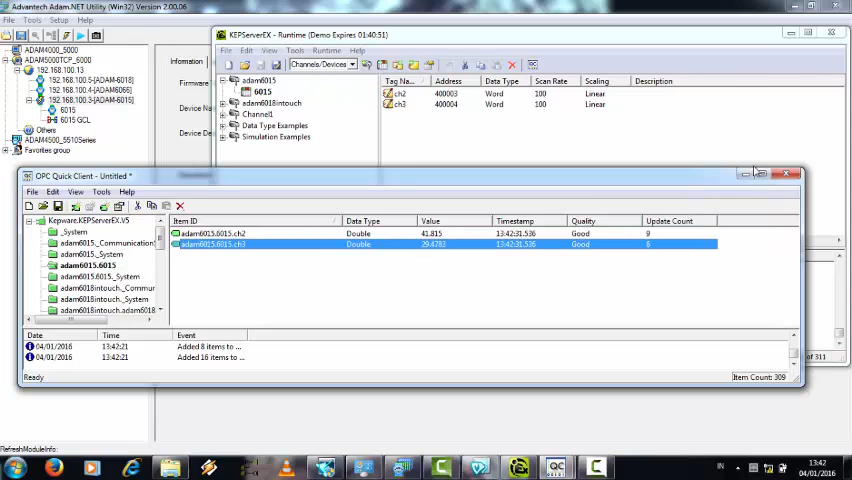 Advantech Adam.NET Utility (Win32) Version 2.00.06
File Tools Setup Help
ADAM4000_5000
ADAM5000TCP_6000
192.168.100.13
192.168.100.5-[ADAM-6018]
192.168.100.4-[ADAM6066]
192.168.100.3-[ADAM-6015]
6015
6015 GCL
Others
ADAM4500_5510Series
Favorites group
Information
Firmware
Device Na
Device De
KEPServerEX - Runtime (Demo Expires 01:40:51)
File Edit View Tools Runtime Help
Channels/Devices
adam6015
6015
adam6018intouch
Channel1
Data Type Examples
Simulation Examples
Tag Na... Address Data Type Scan Rate Scaling Description
ch2 400003 Word 100 Linear
ch3 400004 Word 100 Linear
OPC Quick Client - Untitled *
File Edit View Tools Help
Kepware.KEPServerEX.V5
_System
adam6015._Communication
adam6015._System
adam6015.6015
adam6015.6015._System
adam6018intouch._Commur
adam6018intouch._System
adam6018intouch.adam6018
Item ID Data Type Value Timestamp Quality Update Count
adam6015.6015.ch2 Double 41.815 13:42:31.536 Good 9
adam6015.6015.ch3 Double 29.4783 13:42:31.536 Good 6
Date Time Event
04/01/2016 13:42:21 Added 8 items to ...
04/01/2016 13:42:21 Added 16 items to ...
Ready
Item Count: 309
of 311
RefreshModuleInfo:
QC
IN
13:42
04/01/2016